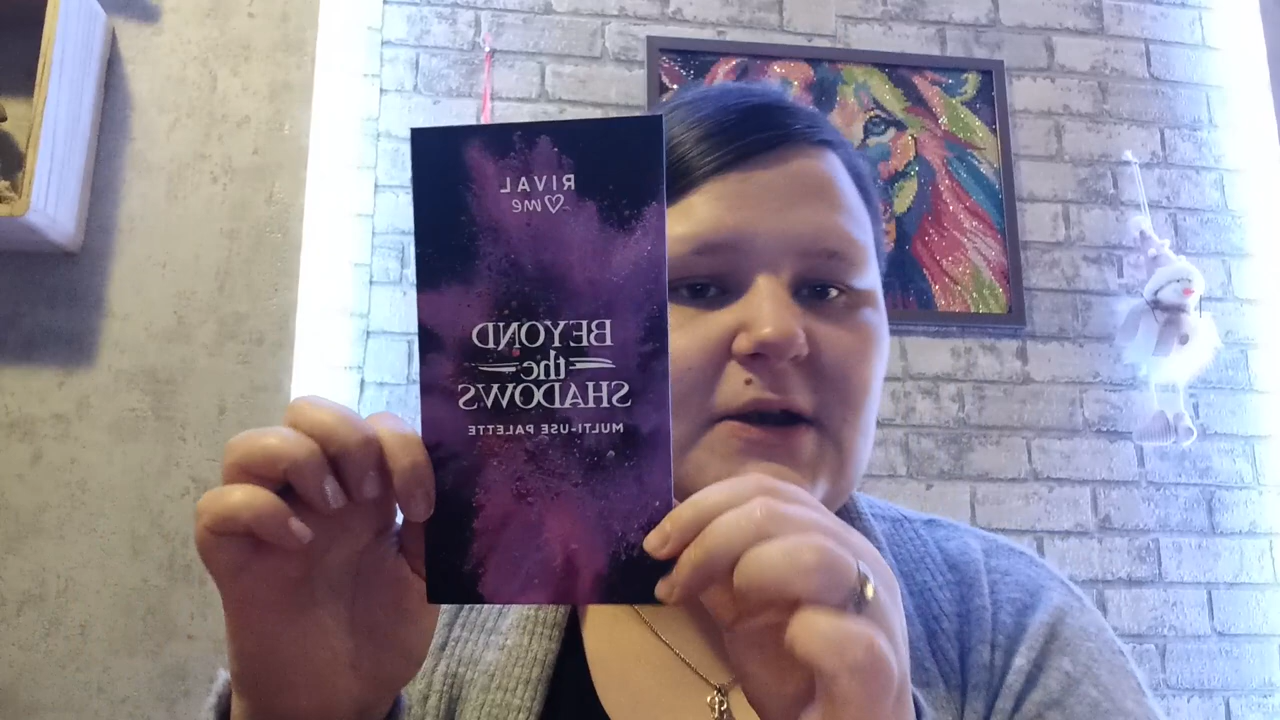 RIVAL
♡me
BEYOND
the
SHADOWS
MULTI-USE PALETTE